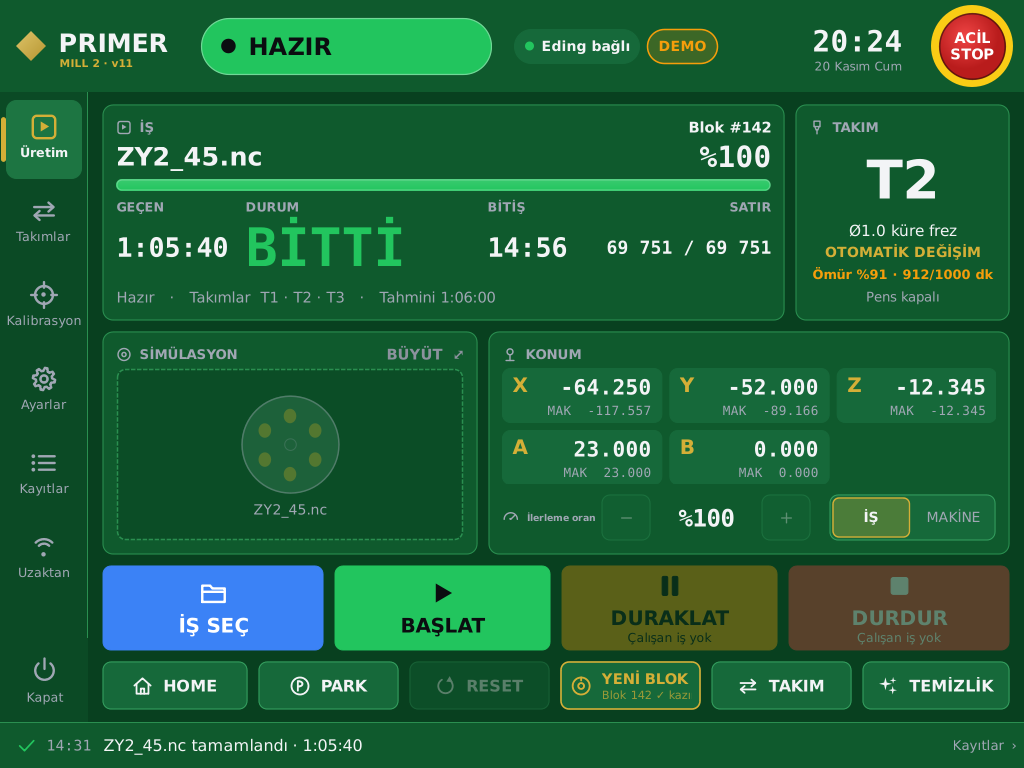 PRIMER
MILL 2 · v11
HAZIR
Eding bağlı
DEMO
20:24
20 Kasım Cum
ACİL
STOP
Üretim
Takımlar
Kalibrasyon
Ayarlar
Kayıtlar
Uzaktan
Kapat
İŞ
Blok #142
ZY2_45.nc
%100
GEÇEN
DURUM
BİTİŞ
SATIR
1:05:40
BİTTİ
14:56
69 751 / 69 751
Hazır · Takımlar T1 · T2 · T3 · Tahmini 1:06:00
TAKIM
T2
Ø1.0 küre frez
OTOMATİK DEĞİŞİM
Ömür %91 · 912/1000 dk
Pens kapalı
SİMÜLASYON
BÜYÜT
ZY2_45.nc
KONUM
X -64.250
MAK -117.557
Y -52.000
MAK -89.166
Z -12.345
MAK -12.345
A 23.000
MAK 23.000
B 0.000
MAK 0.000
İlerleme oran
− %100 +
İŞ
MAKİNE
İŞ SEÇ
BAŞLAT
DURAKLAT
Çalışan iş yok
DURDUR
Çalışan iş yok
HOME
PARK
RESET
YENİ BLOK
Blok 142 ✓ kazı
TAKIM
TEMİZLİK
14:31 ZY2_45.nc tamamlandı · 1:05:40
Kayıtlar ›